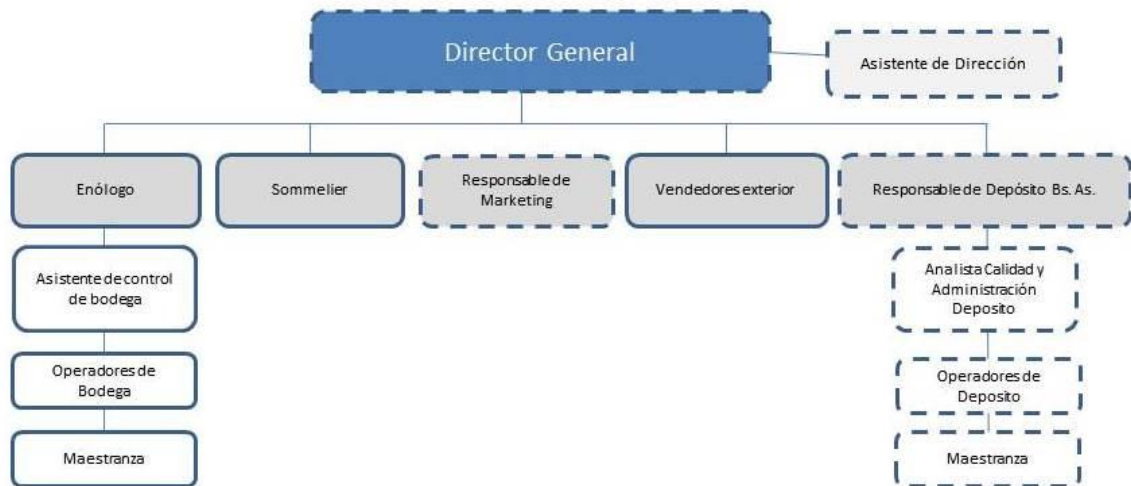 Director General
Asistente de Dirección
Enólogo
Sommelier
Responsable de
Marketing
Vendedores exterior
Responsable de Depósito Bs. As.
Asistente de control
de bodega
Analista Calidad y
Administración
Deposito
Operadores de
Bodega
Operadores de
Deposito
Maestranza
Maestranza